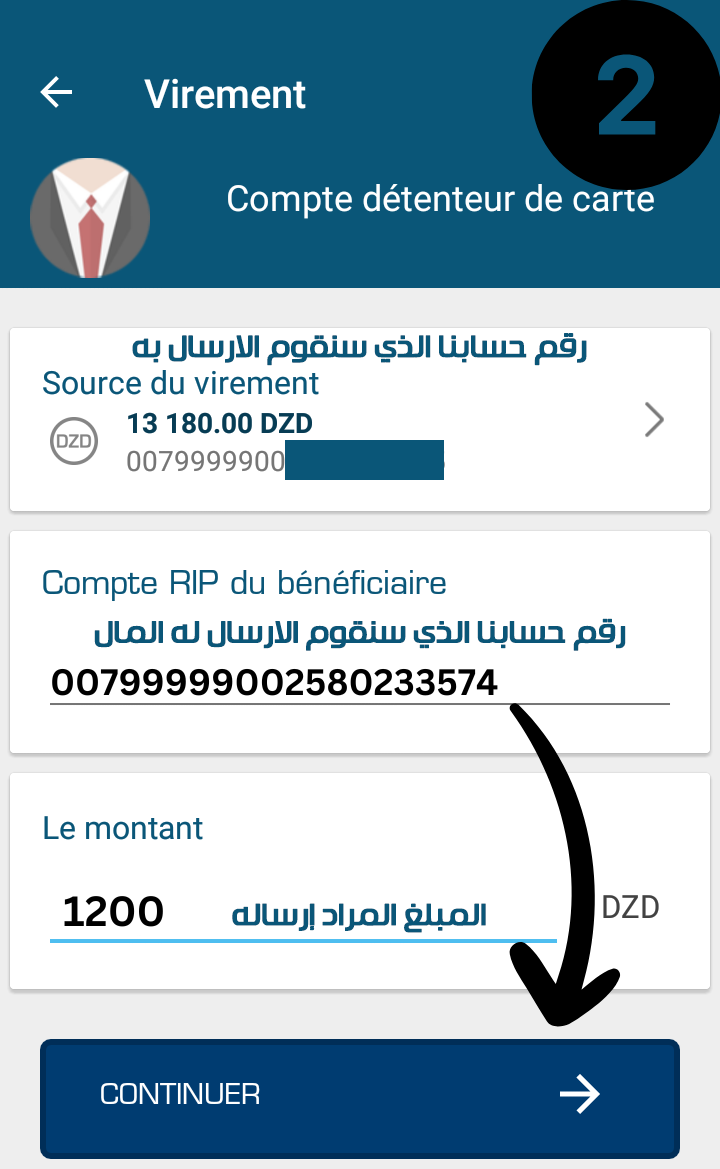 2
Virement
Compte détenteur de carte
رقم حسابنا الذي سنقوم الارسال به
Source du virement
13 180.00 DZD
DZD
0079999900
Compte RIP du bénéficiaire
رقم حسابنا الذي سنقوم الارسال له المال
00799999002580233574
Le montant
1200
المبلغ المراد إرساله
DZD
CONTINUER